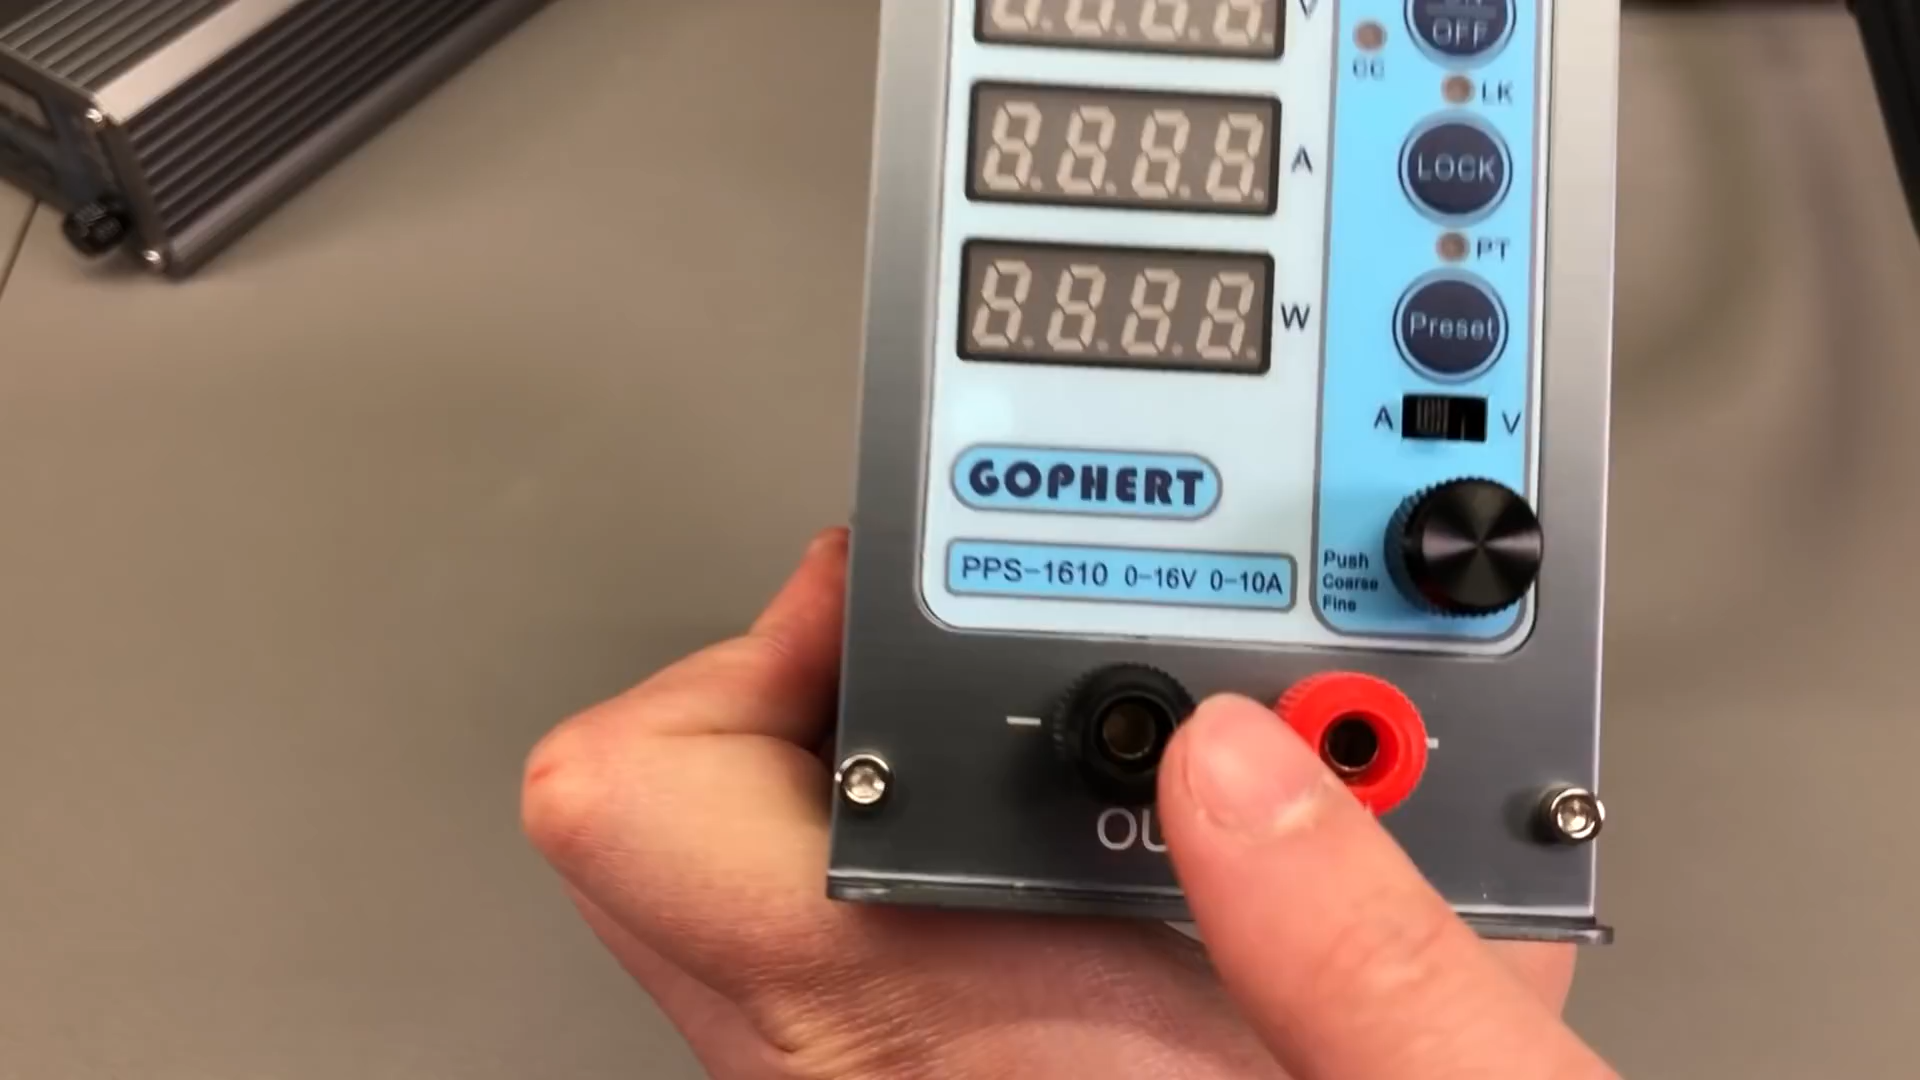 V
OFF
CC
LK
A
LOCK
PT
W
Preset
A V
GOPHERT
PPS-1610 0-16V 0-10A
Push
Coarse
Fine